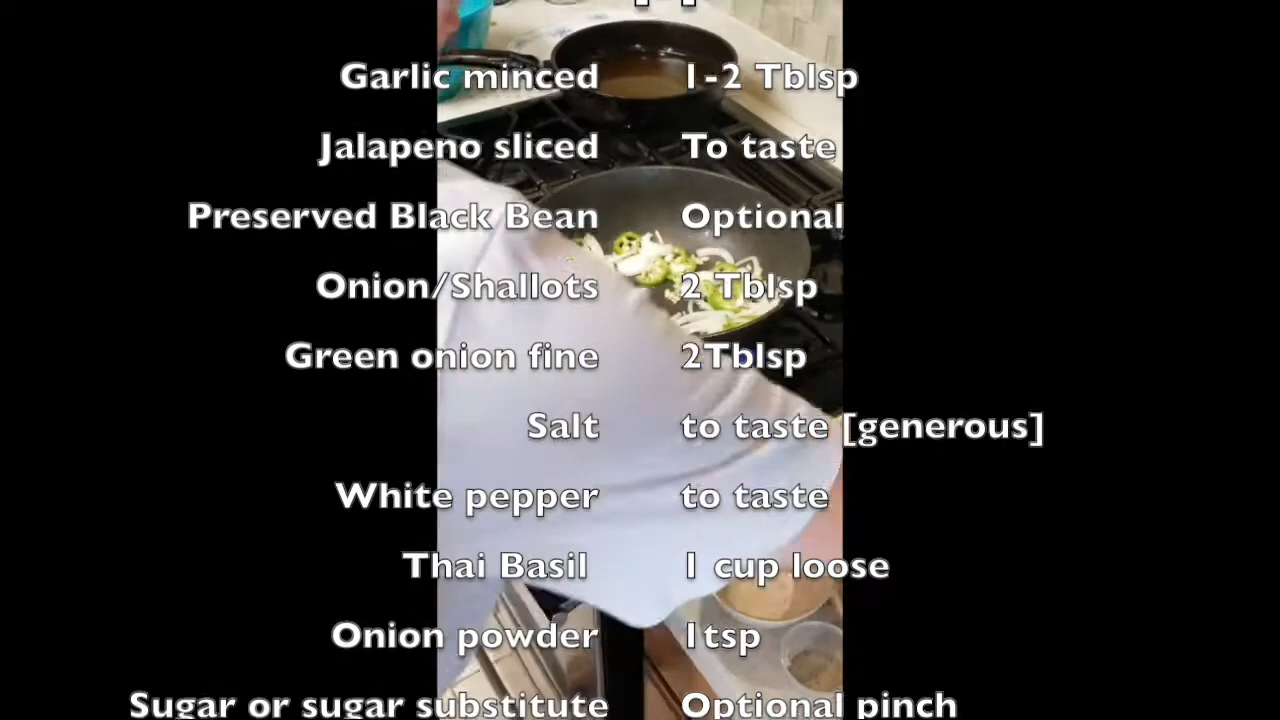 Garlic minced 1-2 Tblsp
Jalapeno sliced To taste
Preserved Black Bean Optional
Onion/Shallots 2 Tblsp
Green onion fine 2Tblsp
Salt to taste [generous]
White pepper to taste
Thai Basil 1 cup loose
Onion powder 1tsp
Sugar or sugar substitute Optional pinch